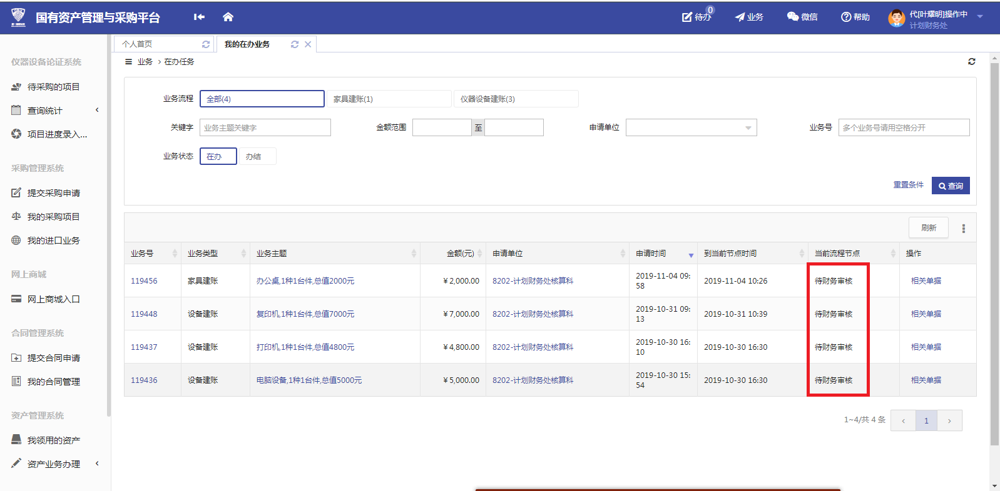 国有资产管理与采购平台
待办
0
业务
微信
帮助
代[叶耀明]操作中
计划财务处
个人首页
我的在办业务
业务 > 在办任务
仪器设备论证系统
待采购的项目
查询统计
项目进度录入...
采购管理系统
提交采购申请
我的采购项目
我的进口业务
网上商城
网上商城入口
合同管理系统
提交合同申请
我的合同管理
资产管理系统
我领用的资产
资产业务办理
业务流程 全部(4) 家具建账(1) 仪器设备建账(3)
关键字 业务主题关键字 金额范围 至 申请单位 业务号 多个业务号请用空格分开
业务状态 在办 办结
重置条件 查询
刷新
业务号 业务类型 业务主题 金额(元) 申请单位 申请时间 到当前节点时间 当前流程节点 操作
119456 家具建账 办公桌,1种1台件,总值2000元 ¥2,000.00 8202-计划财务处核算科 2019-11-04 09:58 2019-11-04 10:26 待财务审核 相关单据
119448 设备建账 复印机,1种1台件,总值7000元 ¥7,000.00 8202-计划财务处核算科 2019-10-31 09:13 2019-10-31 10:39 待财务审核 相关单据
119437 设备建账 打印机,1种1台件,总值4800元 ¥4,800.00 8202-计划财务处核算科 2019-10-30 16:10 2019-10-30 16:30 待财务审核 相关单据
119436 设备建账 电脑设备,1种1台件,总值5000元 ¥5,000.00 8202-计划财务处核算科 2019-10-30 15:54 2019-10-30 16:30 待财务审核 相关单据
1~4/共 4 条 ‹ 1 ›